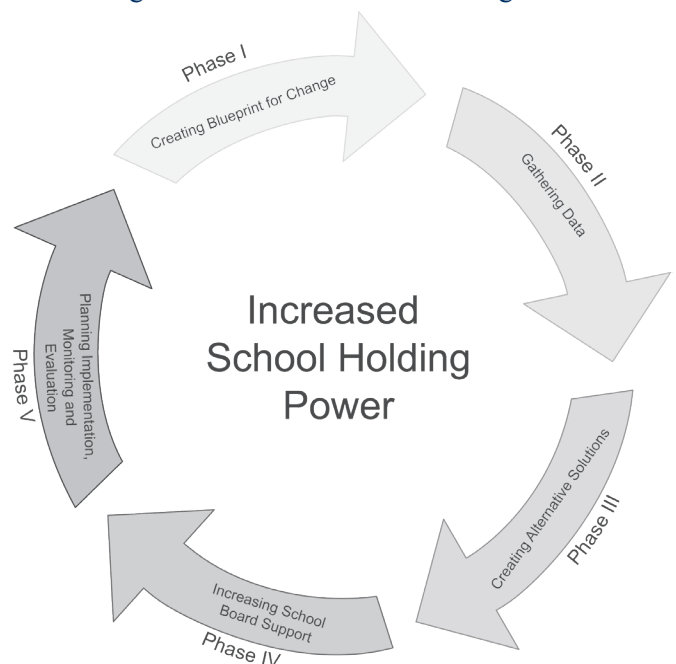 Phase I
Creating Blueprint for Change
Phase II
Gathering Data
Increased
School Holding
Power
Phase III
Creating Alternative Solutions
Phase IV
Increasing School
Board Support
Phase V
Planning Implementation,
Monitoring and
Evaluation